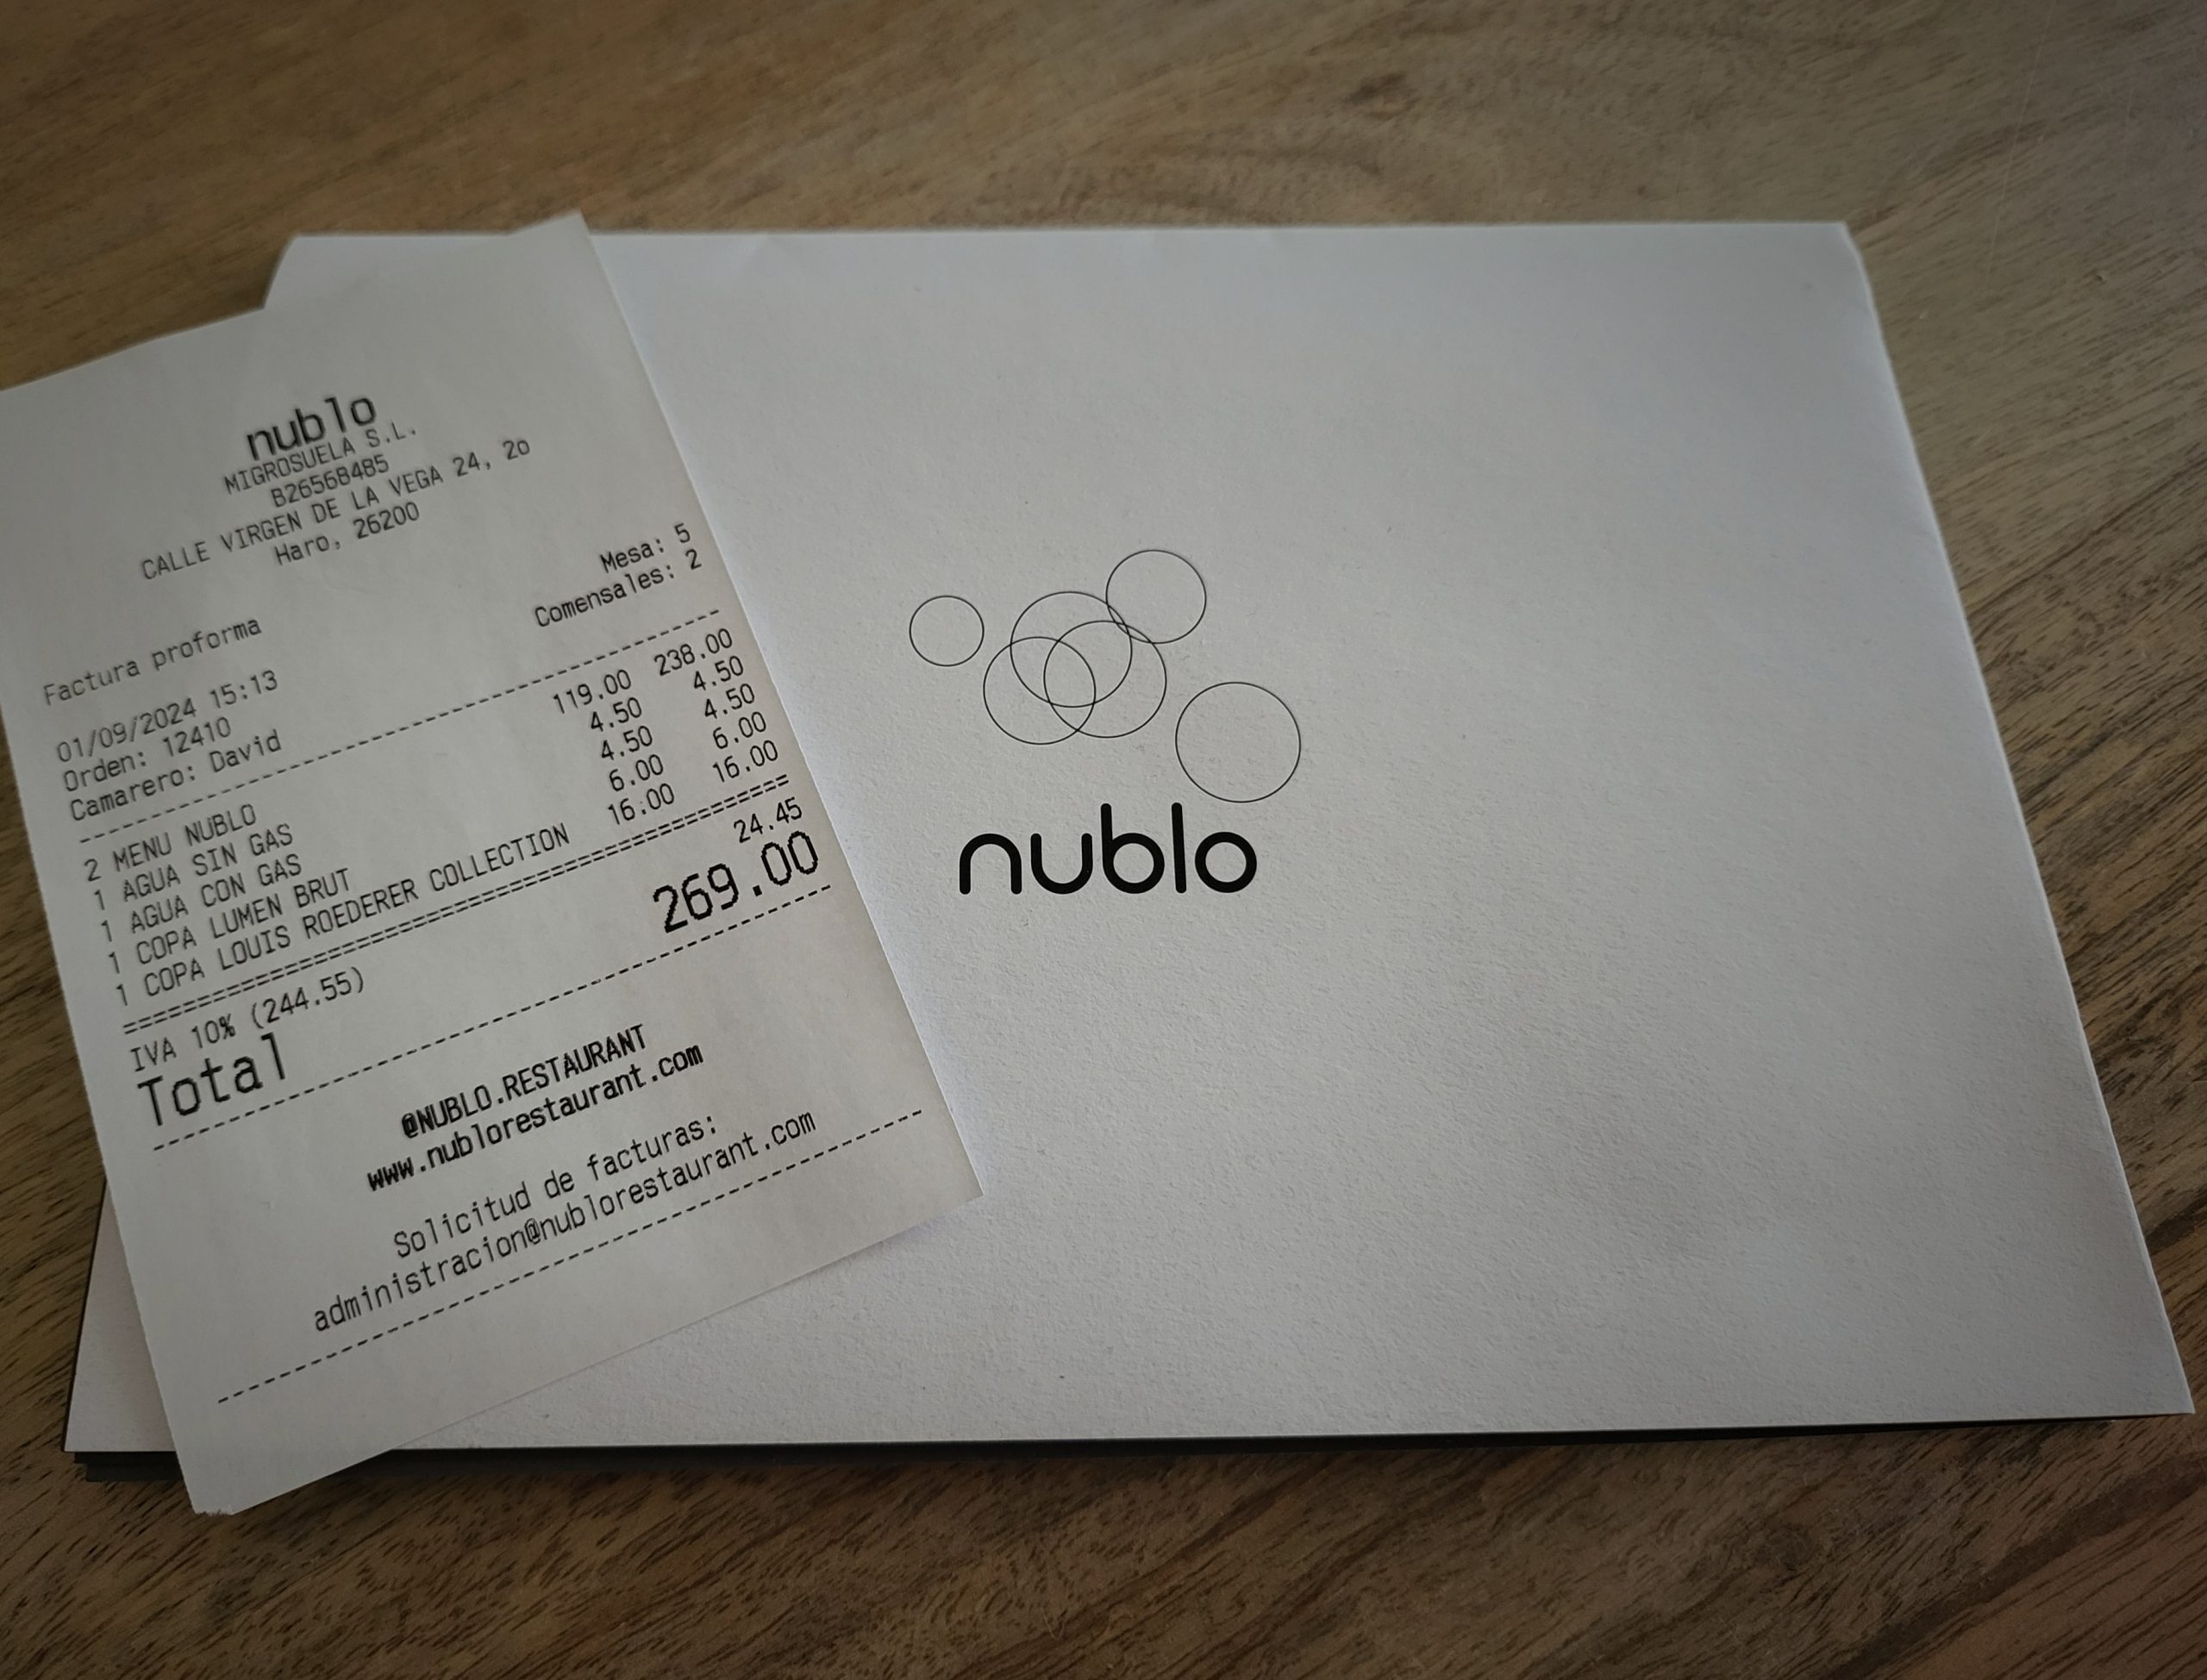 nublo
MIGROSUELA S.L.
B26568485
CALLE VIRGEN DE LA VEGA 24, 2o
Haro, 26200
Mesa: 5
Comensales: 2
Factura proforma
01/09/2024 15:13
Orden: 12410
Camarero: David
2 MENU NUBLO 119.00 238.00
1 AGUA SIN GAS 4.50 4.50
1 AGUA CON GAS 4.50 4.50
1 COPA LUMEN BRUT 6.00 6.00
1 COPA LOUIS ROEDERER COLLECTION 16.00 16.00
IVA 10% (244.55) 24.45
Total 269.00
@NUBLO.RESTAURANT
www.nublorestaurant.com
Solicitud de facturas:
administracion@nublorestaurant.com
nublo